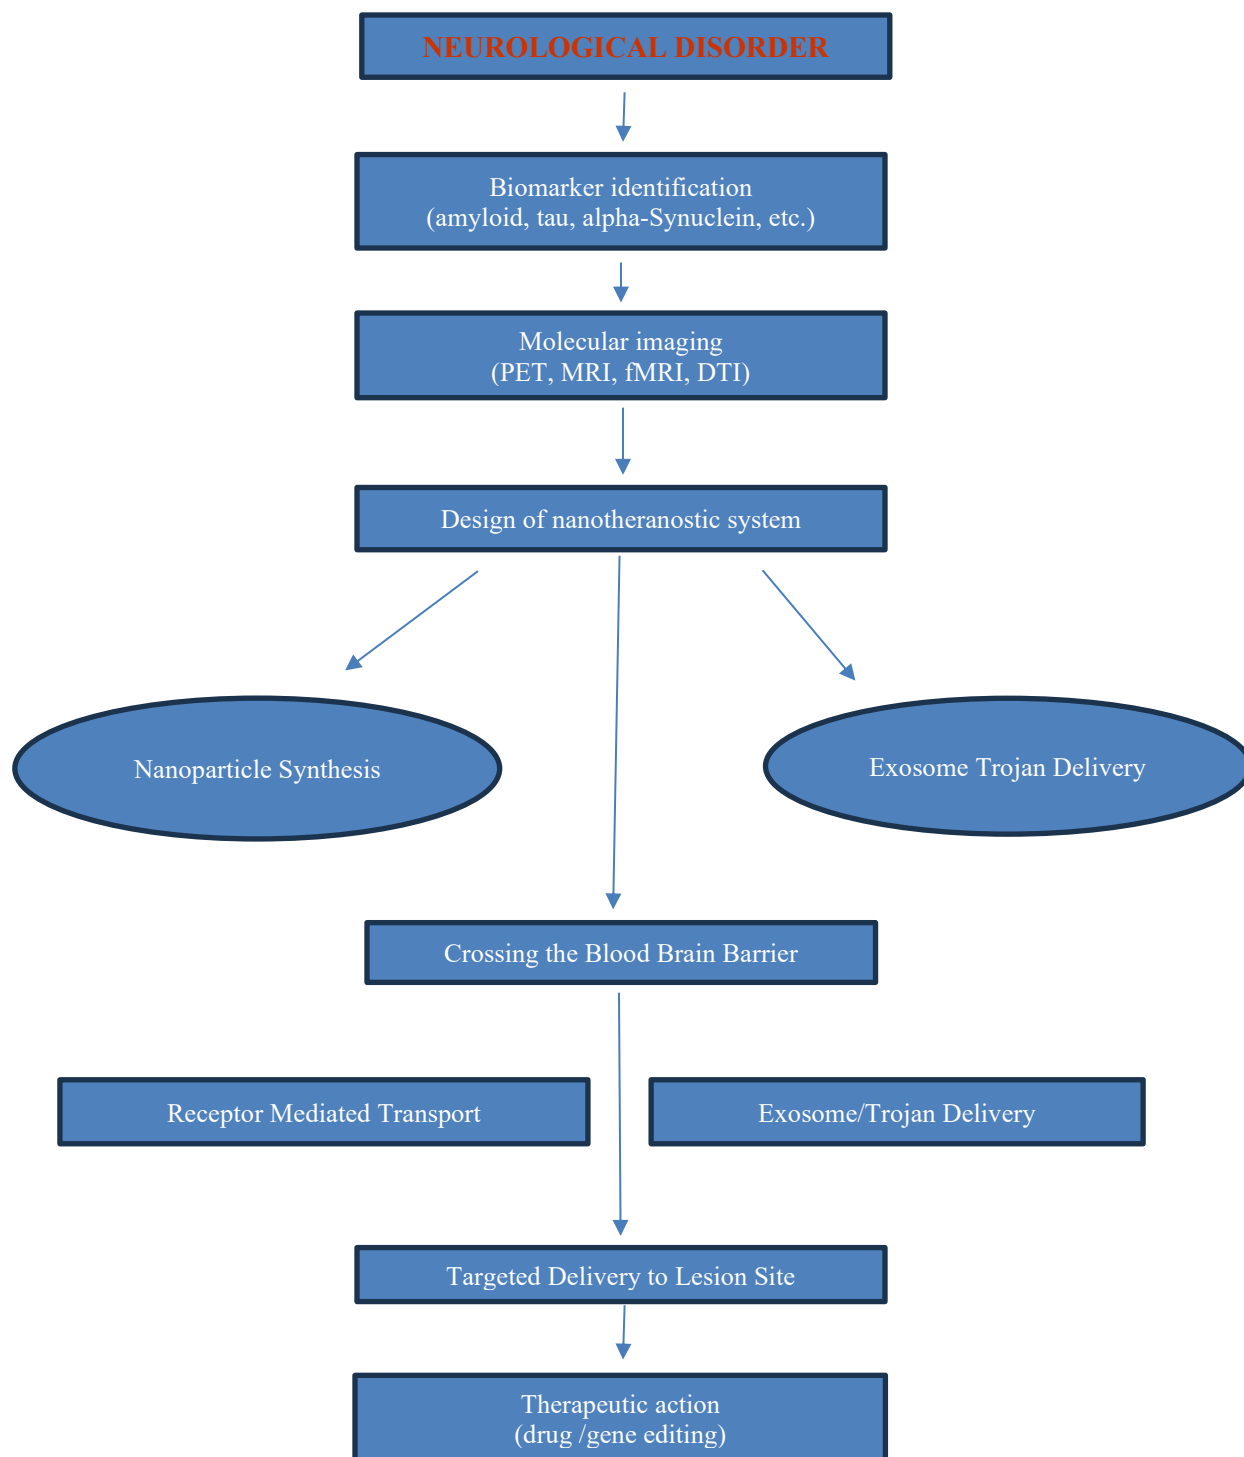 NEUROLOGICAL DISORDER
Biomarker identification
(amyloid, tau, alpha-Synuclein, etc.)
Molecular imaging
(PET, MRI, fMRI, DTI)
Design of nanotheranostic system
Nanoparticle Synthesis
Exosome Trojan Delivery
Crossing the Blood Brain Barrier
Receptor Mediated Transport
Exosome/Trojan Delivery
Targeted Delivery to Lesion Site
Therapeutic action
(drug /gene editing)